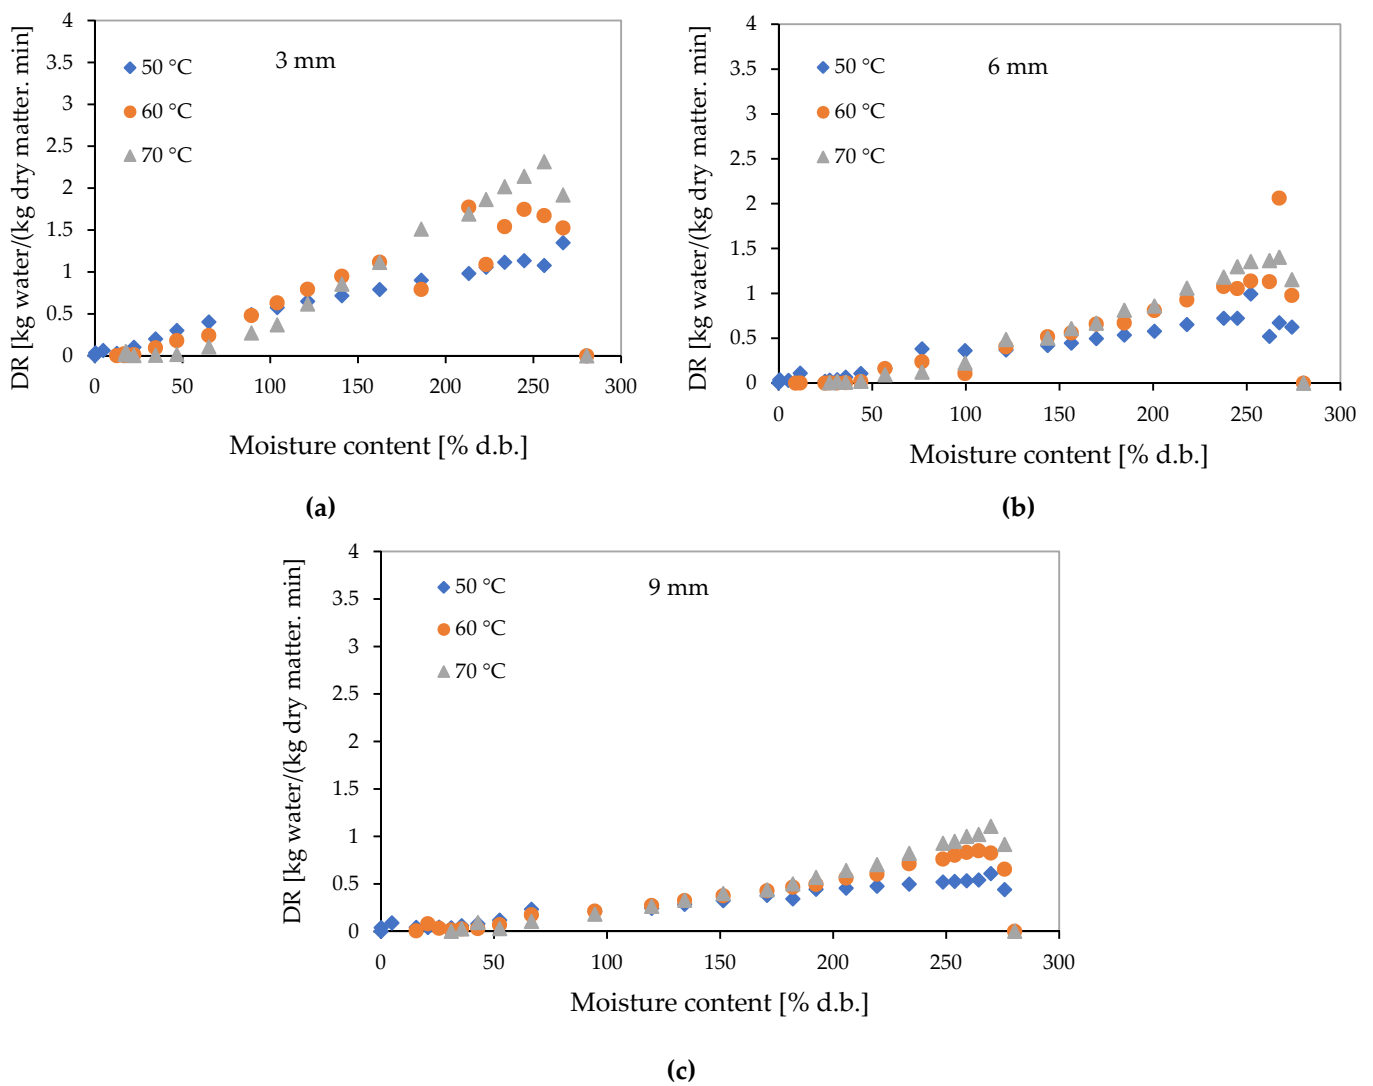 4
3.5
3
2.5
2
1.5
1
0.5
0
DR [kg water/(kg dry matter. min]
50 °C
60 °C
70 °C
3 mm
0 50 100 150 200 250 300
Moisture content [% d.b.]
(a)
4
3.5
3
2.5
2
1.5
1
0.5
0
DR [kg water/(kg dry matter. min]
50 °C
60 °C
70 °C
6 mm
0 50 100 150 200 250 300
Moisture content [% d.b.]
(b)
4
3.5
3
2.5
2
1.5
1
0.5
0
DR [kg water/(kg dry matter. min]
50 °C
60 °C
70 °C
9 mm
0 50 100 150 200 250 300
Moisture content [% d.b.]
(c)